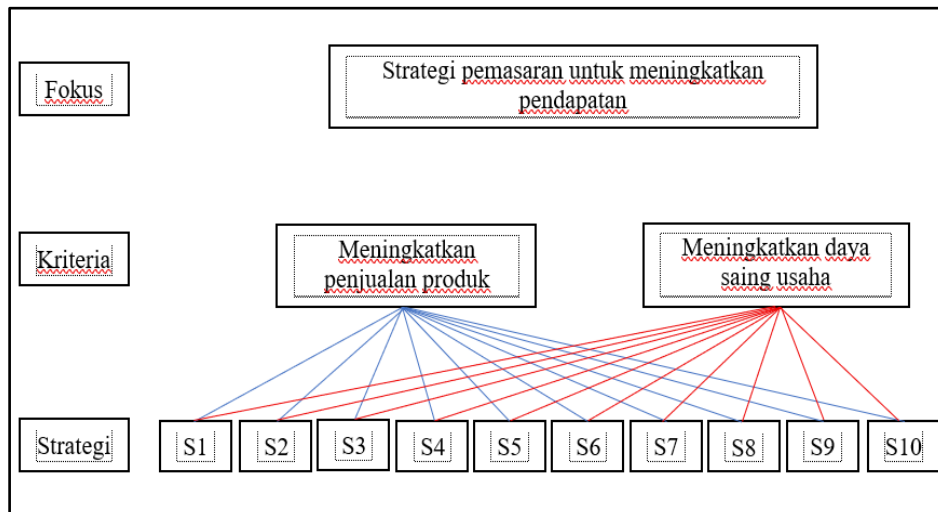 Fokus
Strategi pemasaran untuk meningkatkan
pendapatan
Kriteria
Meningkatkan
penjualan produk
Meningkatkan daya
saing usaha
Strategi
S1
S2
S3
S4
S5
S6
S7
S8
S9
S10